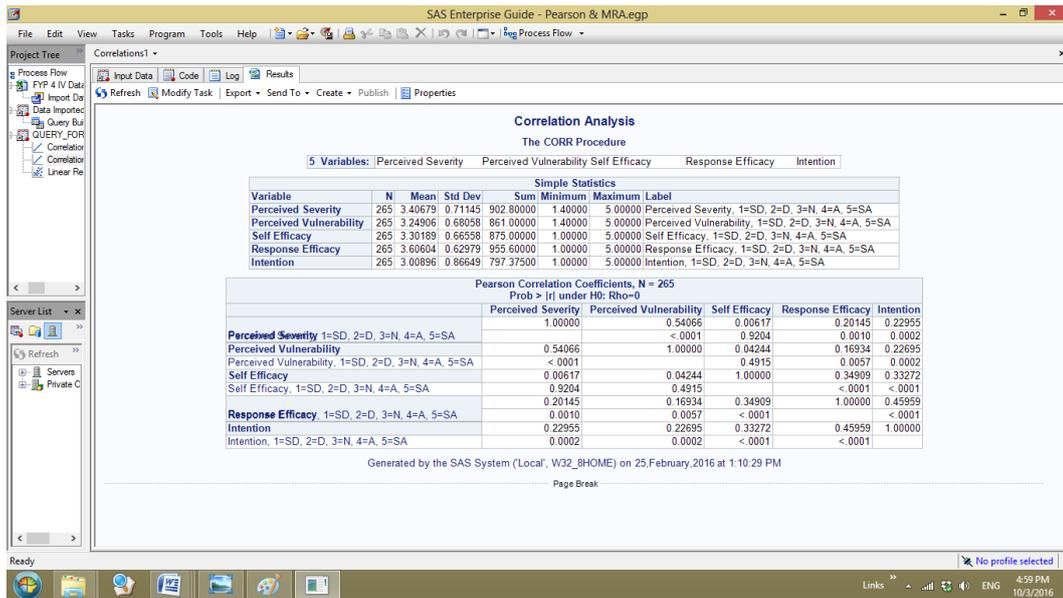 SAS Enterprise Guide - Pearson & MRA.egp
File Edit View Tasks Program Tools Help Process Flow
Project Tree
Process Flow
FYP 4 IV Data
Import Da
Data Imported
Query Bui
QUERY_FOR
Correlation
Correlation
Linear Re
Correlations1
Input Data Code Log Results
Refresh Modify Task Export Send To Create Publish Properties
Correlation Analysis
The CORR Procedure
5 Variables: Perceived Severity Perceived Vulnerability Self Efficacy Response Efficacy Intention
Simple Statistics
Variable N Mean Std Dev Sum Minimum Maximum Label
Perceived Severity 265 3.40679 0.71145 902.80000 1.40000 5.00000 Perceived Severity, 1=SD, 2=D, 3=N, 4=A, 5=SA
Perceived Vulnerability 265 3.24906 0.68058 861.00000 1.40000 5.00000 Perceived Vulnerability, 1=SD, 2=D, 3=N, 4=A, 5=SA
Self Efficacy 265 3.30189 0.66558 875.00000 1.00000 5.00000 Self Efficacy, 1=SD, 2=D, 3=N, 4=A, 5=SA
Response Efficacy 265 3.60604 0.62979 955.60000 1.00000 5.00000 Response Efficacy, 1=SD, 2=D, 3=N, 4=A, 5=SA
Intention 265 3.00896 0.86649 797.37500 1.00000 5.00000 Intention, 1=SD, 2=D, 3=N, 4=A, 5=SA
Pearson Correlation Coefficients, N = 265
Prob > |r| under H0: Rho=0
Perceived Severity Perceived Vulnerability Self Efficacy Response Efficacy Intention
1.00000 0.54066 0.00617 0.20145 0.22955
Perceived Severity, 1=SD, 2=D, 3=N, 4=A, 5=SA <.0001 0.9204 0.0010 0.0002
Perceived Vulnerability 0.54066 1.00000 0.04244 0.16934 0.22695
Perceived Vulnerability, 1=SD, 2=D, 3=N, 4=A, 5=SA <.0001 0.4915 0.0057 0.0002
Self Efficacy 0.00617 0.04244 1.00000 0.34909 0.33272
Self Efficacy, 1=SD, 2=D, 3=N, 4=A, 5=SA 0.9204 0.4915 <.0001 <.0001
0.20145 0.16934 0.34909 1.00000 0.45959
Response Efficacy, 1=SD, 2=D, 3=N, 4=A, 5=SA 0.0010 0.0057 <.0001 <.0001
Intention 0.22955 0.22695 0.33272 0.45959 1.00000
Intention, 1=SD, 2=D, 3=N, 4=A, 5=SA 0.0002 0.0002 <.0001 <.0001
Generated by the SAS System ('Local', W32_8HOME) on 25,February,2016 at 1:10:29 PM
Page Break
Server List
Refresh
Servers
Private C
Ready
No profile selected
Links ENG 4:59 PM
10/3/2016